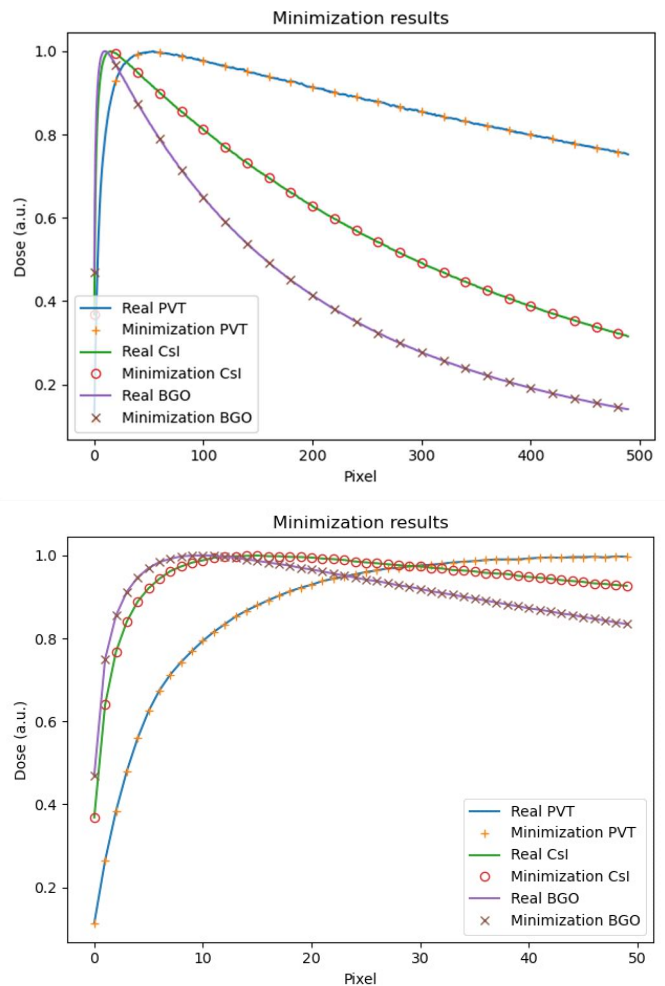 Minimization results
1.0
0.8
0.6
0.4
0.2
Dose (a.u.)
Real PVT
Minimization PVT
Real CsI
Minimization CsI
Real BGO
Minimization BGO
0 100 200 300 400 500
Pixel
Minimization results
1.0
0.8
0.6
0.4
0.2
Dose (a.u.)
Real PVT
Minimization PVT
Real CsI
Minimization CsI
Real BGO
Minimization BGO
0 10 20 30 40 50
Pixel